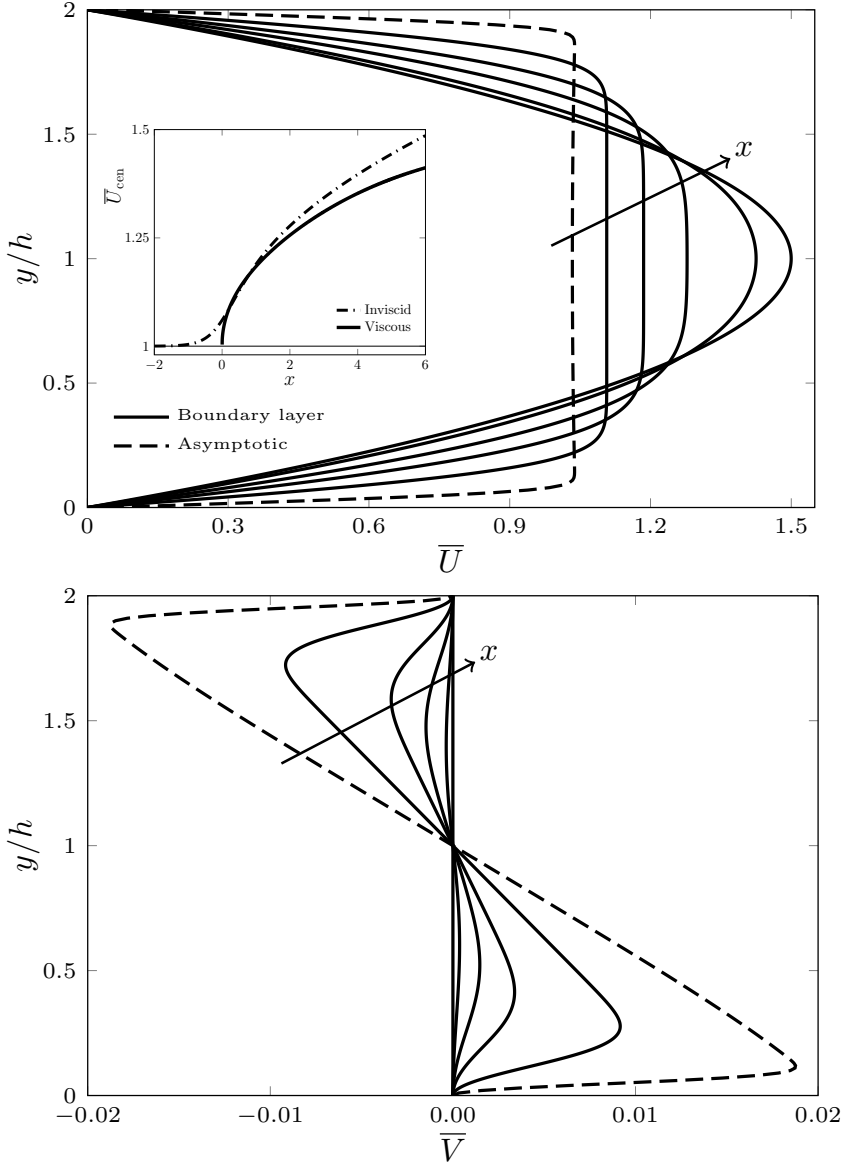 2
1.5
1
0.5
0
y/h
0
0.3
0.6
0.9
1.2
1.5
U̅
x
1.5
1.25
1
U̅cen
−2
0
2
4
6
x
Inviscid
Viscous
Boundary layer
Asymptotic
2
1.5
1
0.5
0
y/h
−0.02
−0.01
0.00
0.01
0.02
V̅
x